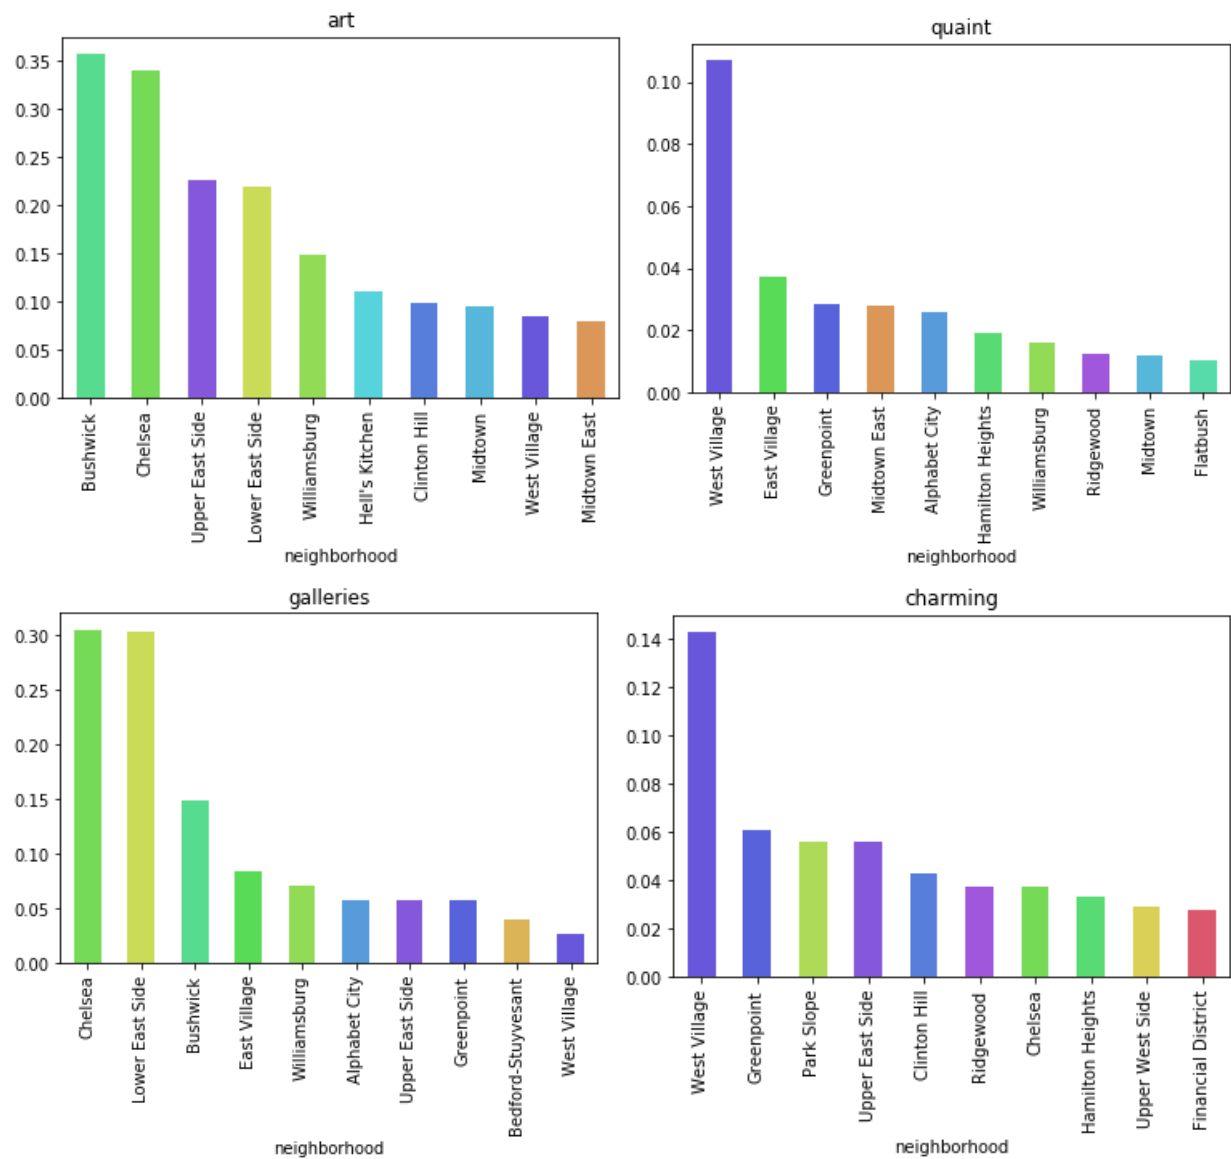 art
0.35
0.30
0.25
0.20
0.15
0.10
0.05
0.00
Bushwick
Chelsea
Upper East Side
Lower East Side
Williamsburg
Hell's Kitchen
Clinton Hill
Midtown
West Village
Midtown East
neighborhood
quaint
0.10
0.08
0.06
0.04
0.02
0.00
West Village
East Village
Greenpoint
Midtown East
Alphabet City
Hamilton Heights
Williamsburg
Ridgewood
Midtown
Flatbush
neighborhood
galleries
0.30
0.25
0.20
0.15
0.10
0.05
0.00
Chelsea
Lower East Side
Bushwick
East Village
Williamsburg
Alphabet City
Upper East Side
Greenpoint
Bedford-Stuyvesant
West Village
neighborhood
charming
0.14
0.12
0.10
0.08
0.06
0.04
0.02
0.00
West Village
Greenpoint
Park Slope
Upper East Side
Clinton Hill
Ridgewood
Chelsea
Hamilton Heights
Upper West Side
Financial District
neighborhood